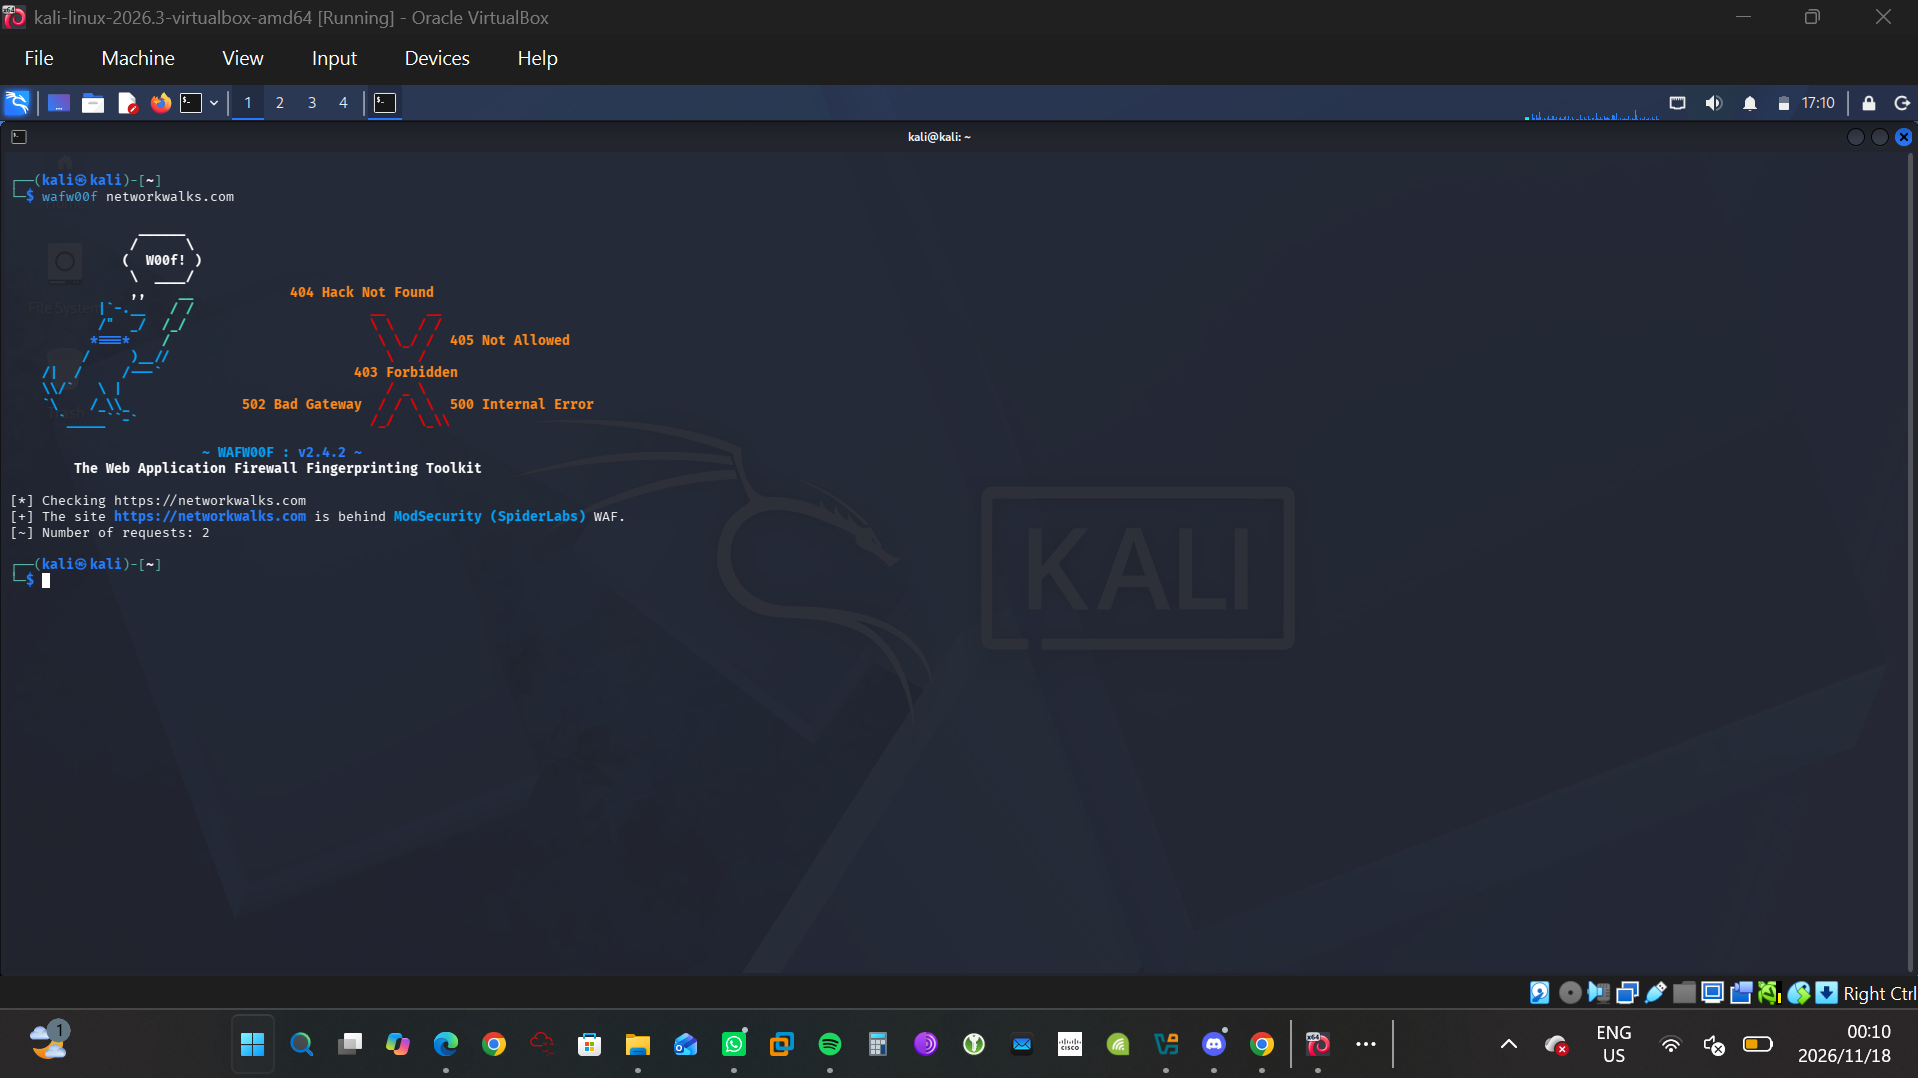 kali-linux-2026.3-virtualbox-amd64 [Running] - Oracle VirtualBox
File Machine View Input Devices Help
1 2 3 4 17:10
kali@kali: ~
┌──(kali㉿kali)-[~]
└─$ wafw00f networkwalks.com
( W00f! )
404 Hack Not Found
405 Not Allowed
403 Forbidden
502 Bad Gateway 500 Internal Error
~ WAFW00F : v2.4.2 ~
The Web Application Firewall Fingerprinting Toolkit
[*] Checking https://networkwalks.com
[+] The site https://networkwalks.com is behind ModSecurity (SpiderLabs) WAF.
[~] Number of requests: 2
┌──(kali㉿kali)-[~]
└─$
File System
KALI
Right Ctrl
1
ENG
US
00:10
2026/11/18